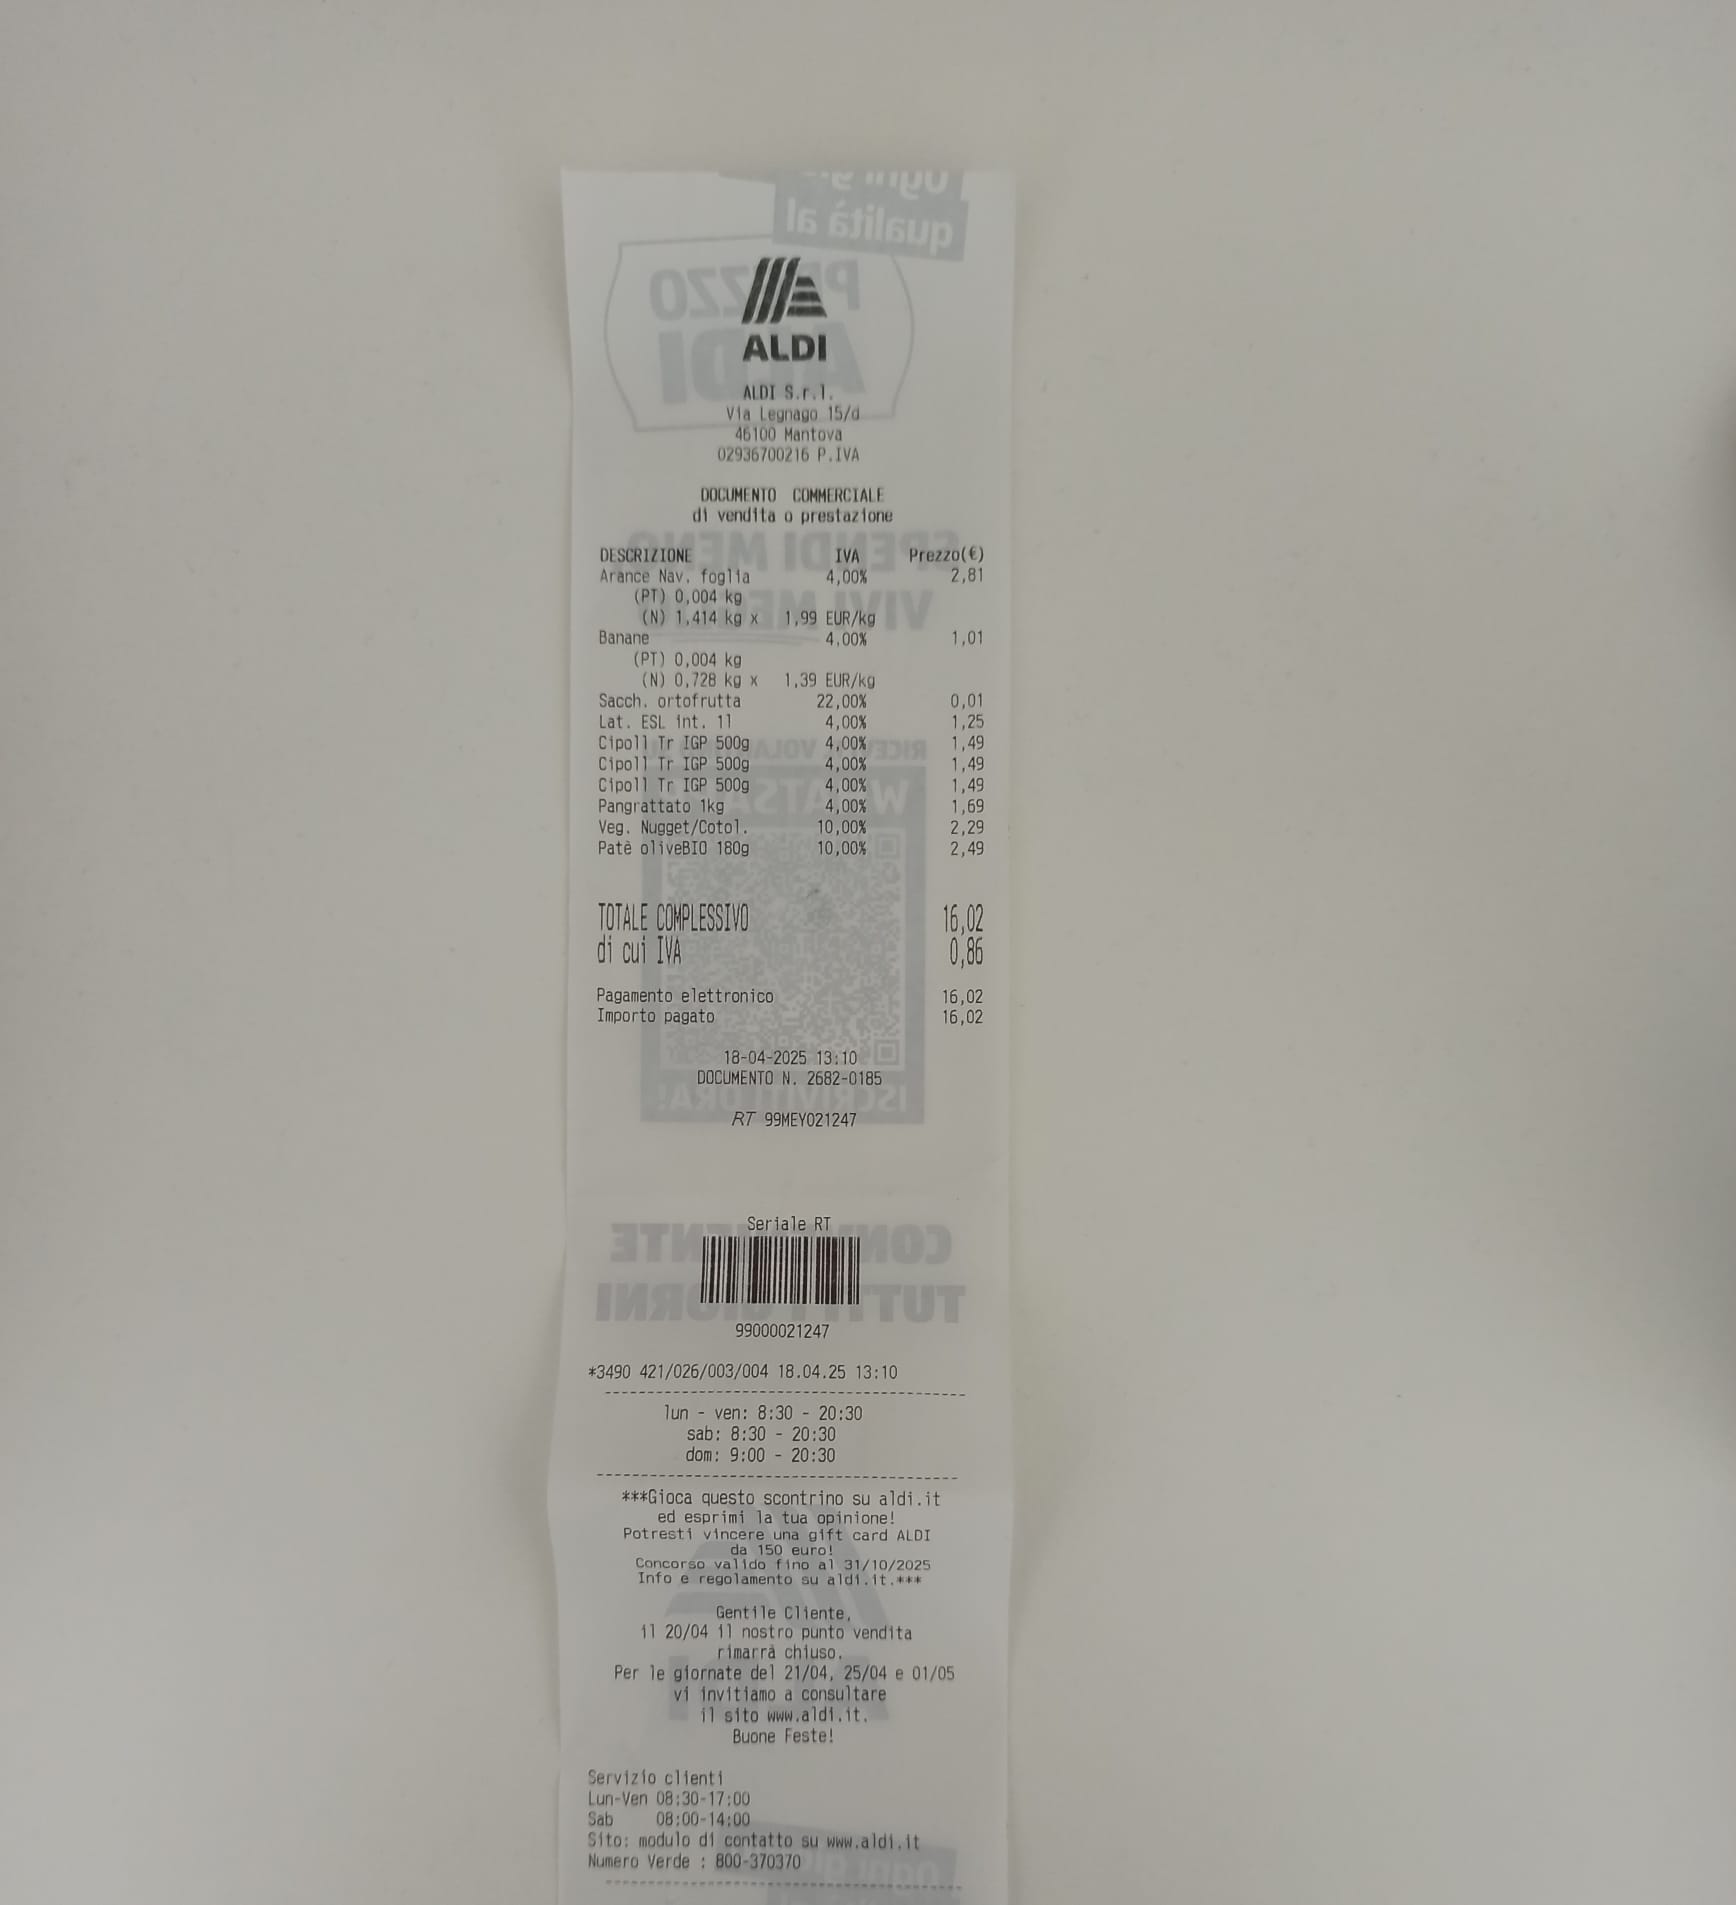 ALDI
ALDI S.r.l.
Via Legnago 15/d
46100 Mantova
02936700216 P.IVA
DOCUMENTO COMMERCIALE
di vendita o prestazione
DESCRIZIONE IVA Prezzo(€)
Arance Nav. foglia 4,00% 2,81
(PT) 0,004 kg
(N) 1,414 kg x 1,99 EUR/kg
Banane 4,00% 1,01
(PT) 0,004 kg
(N) 0,728 kg x 1,39 EUR/kg
Sacch. ortofrutta 22,00% 0,01
Lat. ESL int. 1l 4,00% 1,25
Cipoll Tr IGP 500g 4,00% 1,49
Cipoll Tr IGP 500g 4,00% 1,49
Cipoll Tr IGP 500g 4,00% 1,49
Pangrattato 1kg 4,00% 1,69
Veg. Nugget/Cotol. 10,00% 2,29
Patè oliveBIO 180g 10,00% 2,49
TOTALE COMPLESSIVO 16,02
di cui IVA 0,86
Pagamento elettronico 16,02
Importo pagato 16,02
18-04-2025 13:10
DOCUMENTO N. 2682-0185
RT 99MEY021247
Seriale RT
99000021247
*3490 421/026/003/004 18.04.25 13:10
lun - ven: 8:30 - 20:30
sab: 8:30 - 20:30
dom: 9:00 - 20:30
***Gioca questo scontrino su aldi.it
ed esprimi la tua opinione!
Potresti vincere una gift card ALDI
da 150 euro!
Concorso valido fino al 31/10/2025
Info e regolamento su aldi.it.***
Gentile Cliente,
il 20/04 il nostro punto vendita
rimarrà chiuso.
Per le giornate del 21/04, 25/04 e 01/05
vi invitiamo a consultare
il sito www.aldi.it.
Buone Feste!
Servizio clienti
Lun-Ven 08:30-17:00
Sab 08:00-14:00
Sito: modulo di contatto su www.aldi.it
Numero Verde : 800-370370